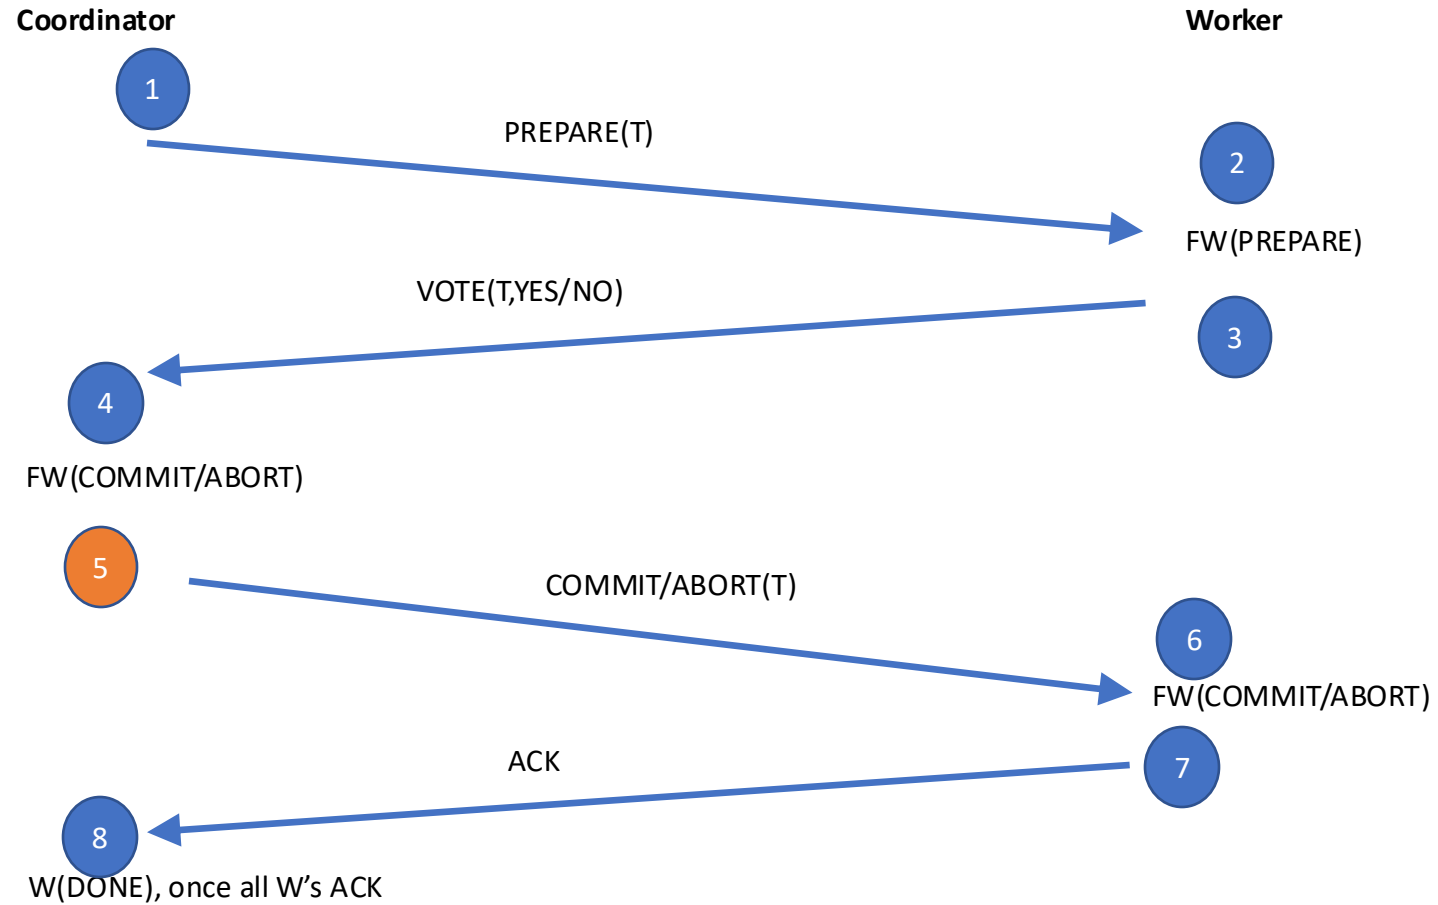 Coordinator
Worker
1
PREPARE(T)
2
FW(PREPARE)
VOTE(T,YES/NO)
3
4
FW(COMMIT/ABORT)
5
COMMIT/ABORT(T)
6
FW(COMMIT/ABORT)
ACK
7
8
W(DONE), once all W’s ACK